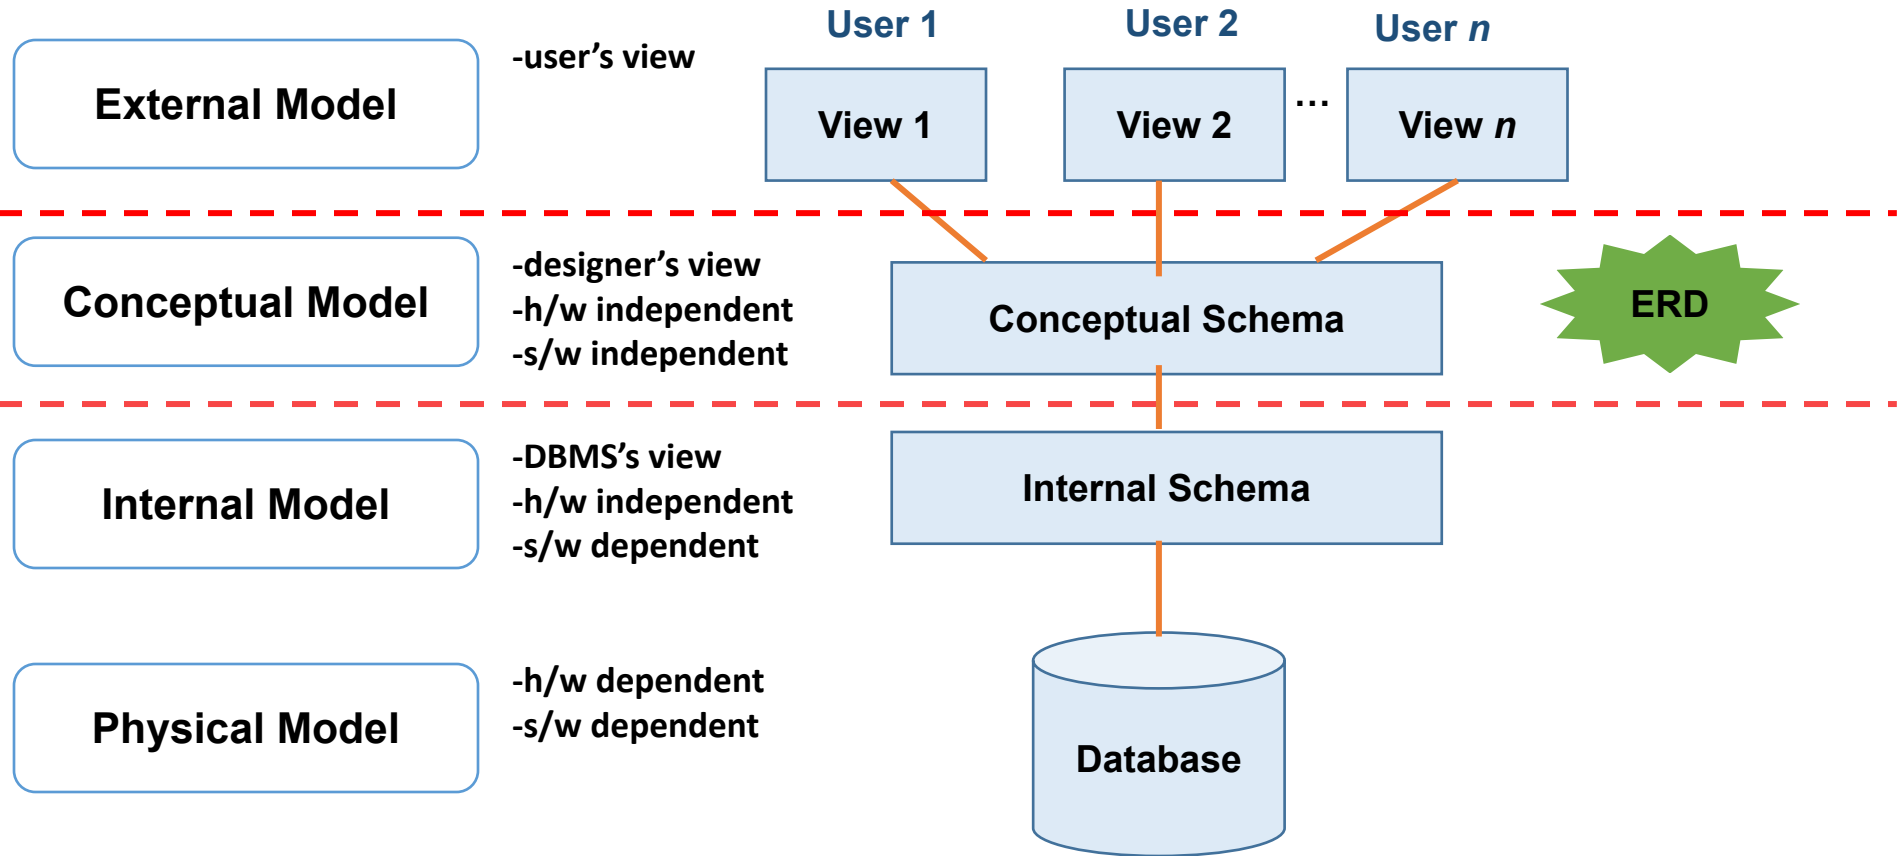 User 1
User 2
User n
External Model
-user’s view
View 1
View 2
...
View n
Conceptual Model
-designer’s view
-h/w independent
-s/w independent
Conceptual Schema
ERD
Internal Model
-DBMS’s view
-h/w independent
-s/w dependent
Internal Schema
Physical Model
-h/w dependent
-s/w dependent
Database